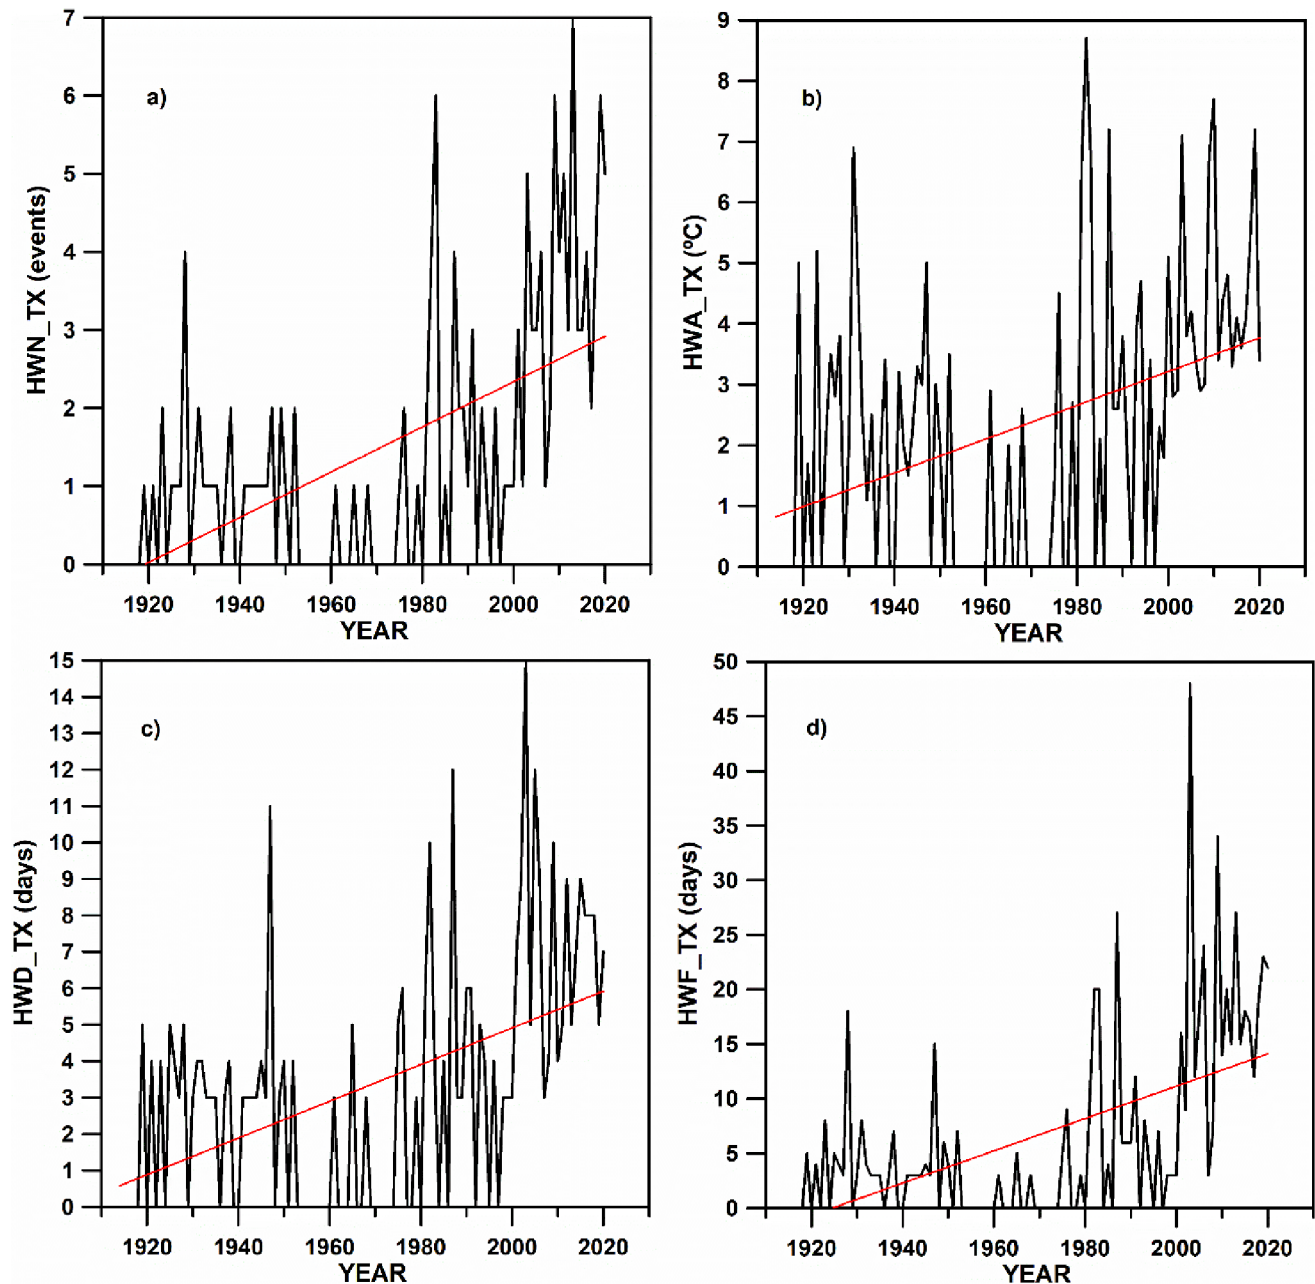 a)
HWN_TX (events)
7
6
5
4
3
2
1
0
1920 1940 1960 1980 2000 2020
YEAR
b)
HWA_TX (ºC)
9
8
7
6
5
4
3
2
1
0
1920 1940 1960 1980 2000 2020
YEAR
c)
HWD_TX (days)
15
14
13
12
11
10
9
8
7
6
5
4
3
2
1
0
1920 1940 1960 1980 2000 2020
YEAR
d)
HWF_TX (days)
50
45
40
35
30
25
20
15
10
5
0
1920 1940 1960 1980 2000 2020
YEAR